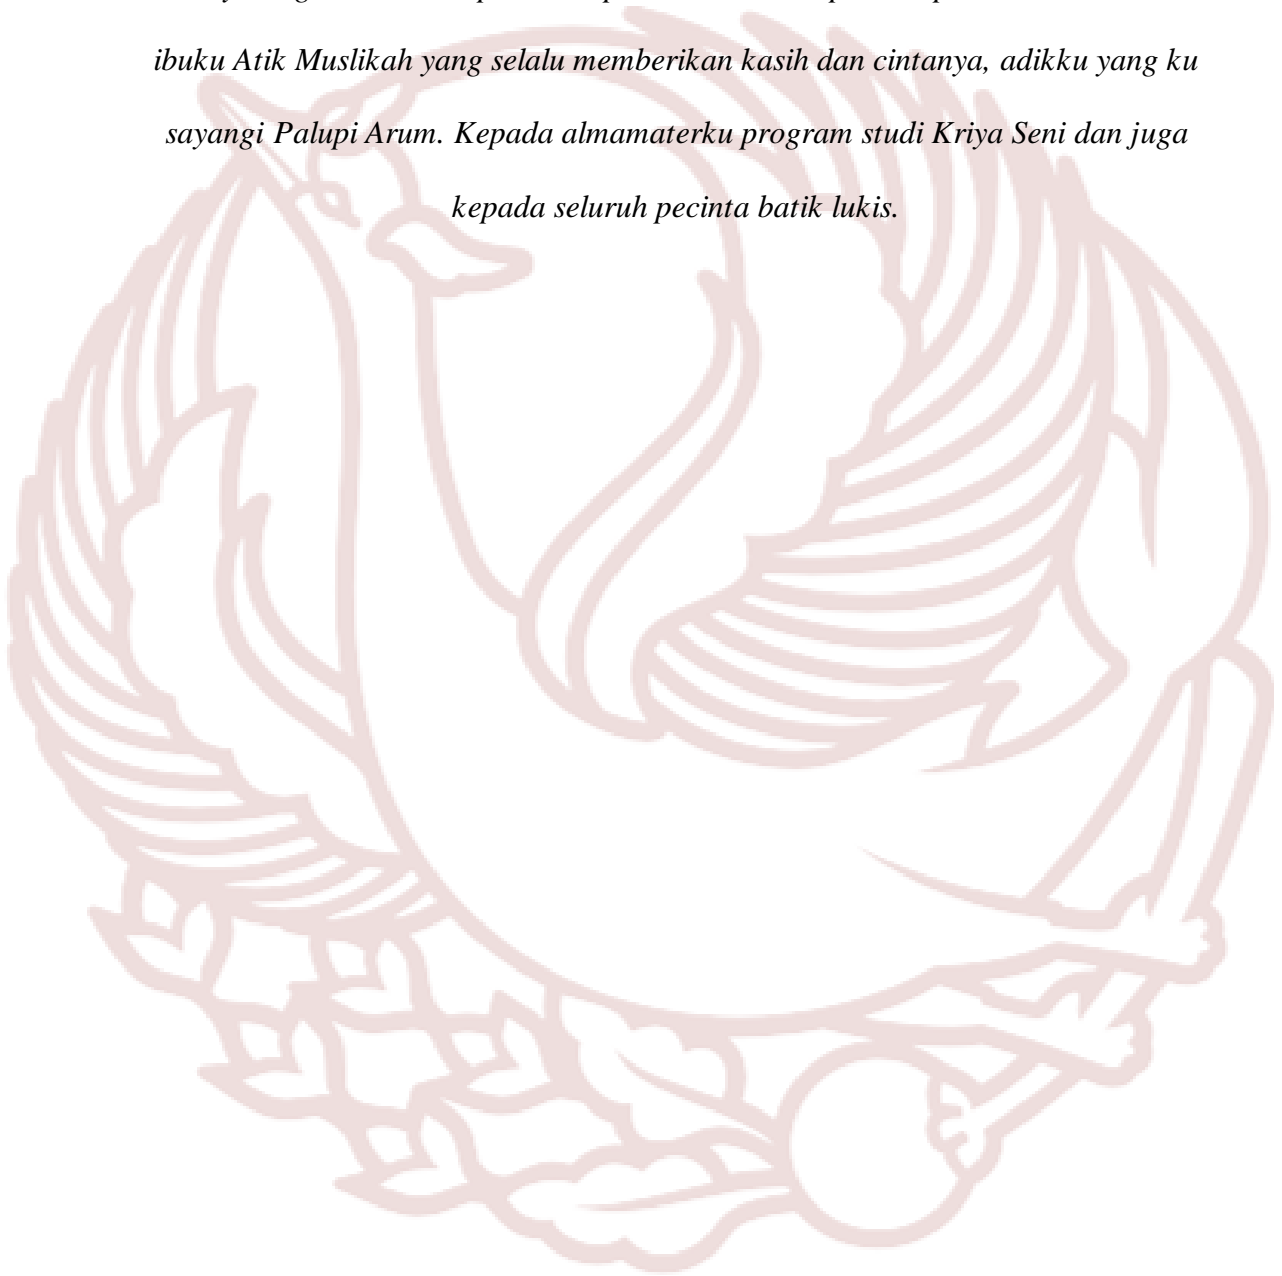 ibuku Atik Muslikah yang selalu memberikan kasih dan cintanya, adikku yang ku
sayangi Palupi Arum. Kepada almamaterku program studi Kriya Seni dan juga
kepada seluruh pecinta batik lukis.